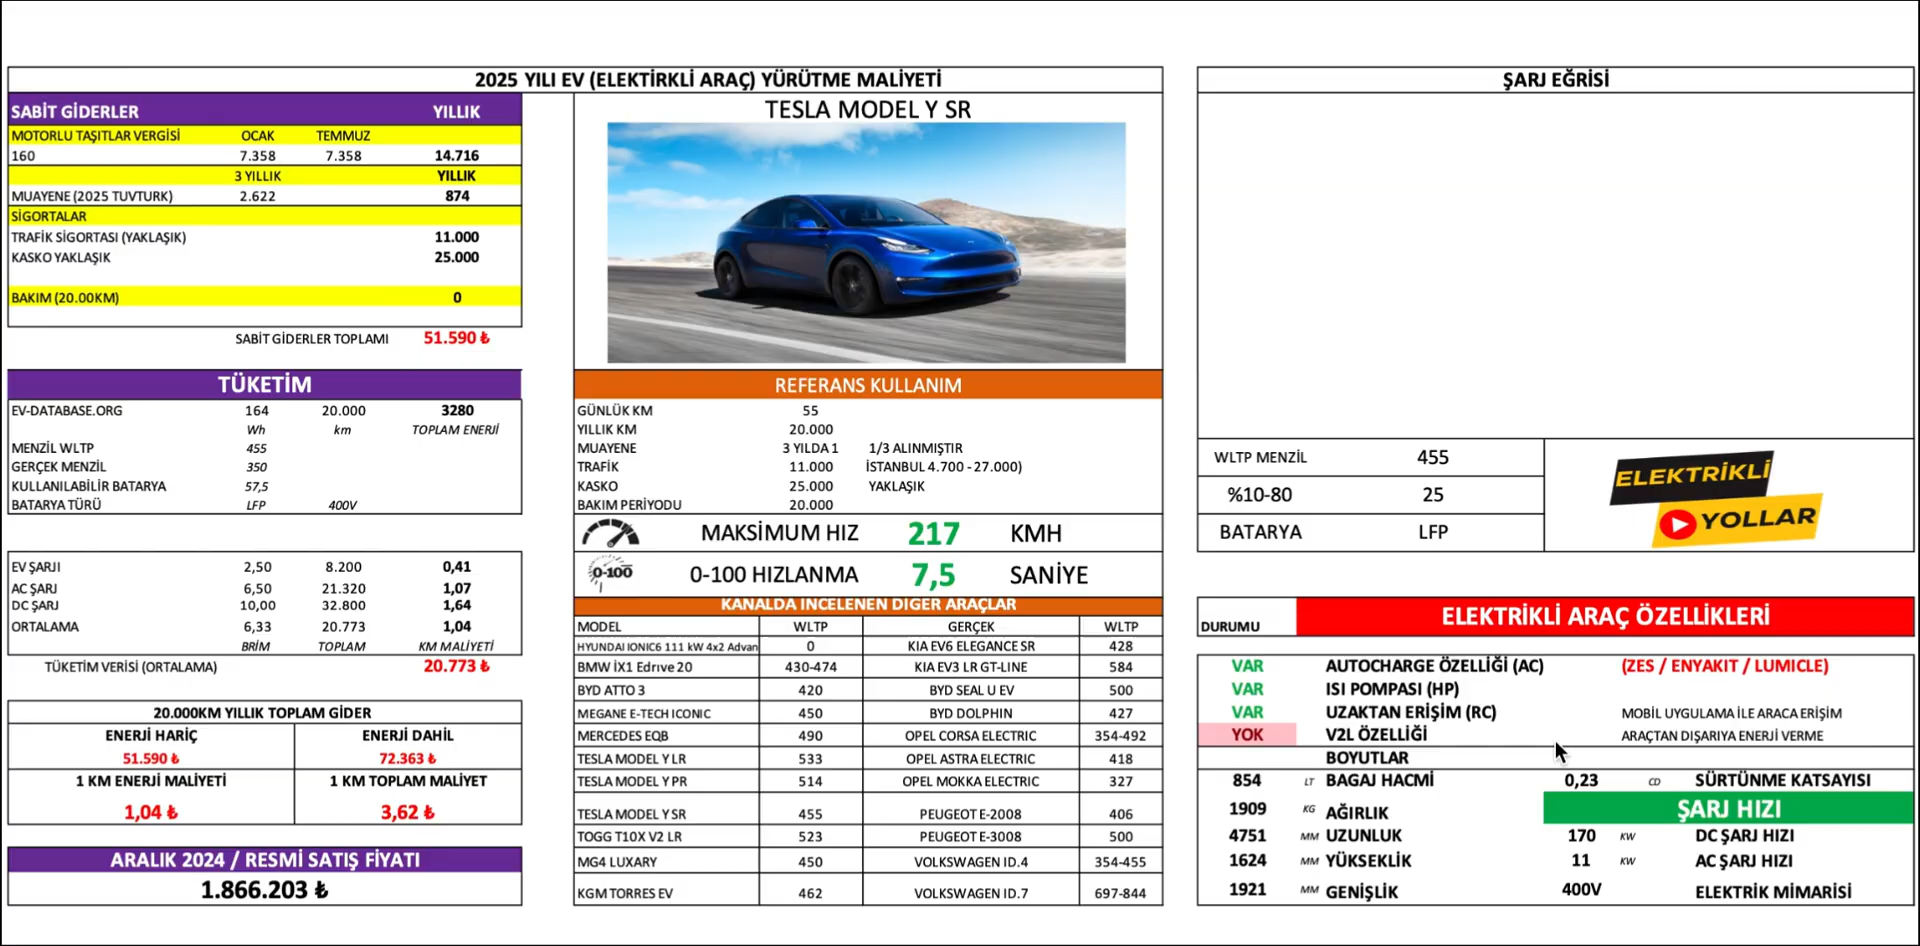 2025 YILI EV (ELEKTİRKLİ ARAÇ) YÜRÜTME MALİYETİ
SABİT GİDERLER YILLIK
MOTORLU TAŞITLAR VERGİSİ OCAK TEMMUZ
160 7.358 7.358 14.716
3 YILLIK YILLIK
MUAYENE (2025 TUVTURK) 2.622 874
SİGORTALAR
TRAFİK SİGORTASI (YAKLAŞIK) 11.000
KASKO YAKLAŞIK 25.000
BAKIM (20.00KM) 0
SABİT GİDERLER TOPLAMI 51.590 ₺
TÜKETİM
EV-DATABASE.ORG 164 20.000 3280
Wh km TOPLAM ENERJİ
MENZİL WLTP 455
GERÇEK MENZİL 350
KULLANILABİLİR BATARYA 57,5
BATARYA TÜRÜ LFP 400V
EV ŞARJI 2,50 8.200 0,41
AC ŞARJ 6,50 21.320 1,07
DC ŞARJ 10,00 32.800 1,64
ORTALAMA 6,33 20.773 1,04
BRİM TOPLAM KM MALİYETİ
TÜKETİM VERİSİ (ORTALAMA) 20.773 ₺
20.000KM YILLIK TOPLAM GİDER
ENERJİ HARİÇ ENERJİ DAHİL
51.590 ₺ 72.363 ₺
1 KM ENERJİ MALİYETİ 1 KM TOPLAM MALİYET
1,04 ₺ 3,62 ₺
ARALIK 2024 / RESMİ SATIŞ FİYATI
1.866.203 ₺
TESLA MODEL Y SR
REFERANS KULLANIM
GÜNLÜK KM 55
YILLIK KM 20.000
MUAYENE 3 YILDA 1 1/3 ALINMIŞTIR
TRAFİK 11.000 İSTANBUL 4.700 - 27.000)
KASKO 25.000 YAKLAŞIK
BAKIM PERİYODU 20.000
MAKSİMUM HIZ 217 KMH
0-100 0-100 HIZLANMA 7,5 SANİYE
KANALDA İNCELENEN DİĞER ARAÇLAR
MODEL WLTP GERÇEK WLTP
HYUNDAI IONIC6 111 kW 4x2 Advan 0 KIA EV6 ELEGANCE SR 428
BMW İX1 Edrıve 20 430-474 KIA EV3 LR GT-LINE 584
BYD ATTO 3 420 BYD SEAL U EV 500
MEGANE E-TECH ICONIC 450 BYD DOLPHIN 427
MERCEDES EQB 490 OPEL CORSA ELECTRIC 354-492
TESLA MODEL Y LR 533 OPEL ASTRA ELECTRIC 418
TESLA MODEL Y PR 514 OPEL MOKKA ELECTRIC 327
TESLA MODEL Y SR 455 PEUGEOT E-2008 406
TOGG T10X V2 LR 523 PEUGEOT E-3008 500
MG4 LUXARY 450 VOLKSWAGEN ID.4 354-455
KGM TORRES EV 462 VOLKSWAGEN ID.7 697-844
ŞARJ EĞRİSİ
WLTP MENZİL 455
%10-80 25
BATARYA LFP
ELEKTRİKLİ
YOLLAR
DURUMU ELEKTRİKLİ ARAÇ ÖZELLİKLERİ
VAR AUTOCHARGE ÖZELLİĞİ (AC) (ZES / ENYAKIT / LUMICLE)
VAR ISI POMPASI (HP)
VAR UZAKTAN ERİŞİM (RC) MOBİL UYGULAMA İLE ARACA ERİŞİM
YOK V2L ÖZELLİĞİ ARAÇTAN DIŞARIYA ENERJİ VERME
BOYUTLAR
854 LT BAGAJ HACMİ 0,23 CD SÜRTÜNME KATSAYISI
1909 KG AĞIRLIK ŞARJ HIZI
4751 MM UZUNLUK 170 KW DC ŞARJ HIZI
1624 MM YÜKSEKLİK 11 KW AC ŞARJ HIZI
1921 MM GENİŞLİK 400V ELEKTRİK MİMARİSİ